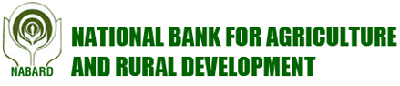 NATIONAL BANK FOR AGRICULTURE
AND RURAL DEVELOPMENT
NABARD